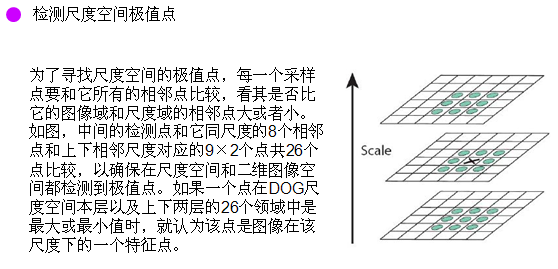 检测尺度空间极值点
为了寻找尺度空间的极值点，每一个采样
点要和它所有的相邻点比较，看其是否比
它的图像域和尺度域的相邻点大或者小。
如图，中间的检测点和它同尺度的8个相邻
点和上下相邻尺度对应的9×2个点共26个
点比较，以确保在尺度空间和二维图像空
间都检测到极值点。如果一个点在DOG尺
度空间本层以及上下两层的26个领域中是
最大或最小值时，就认为该点是图像在该
尺度下的一个特征点。
Scale